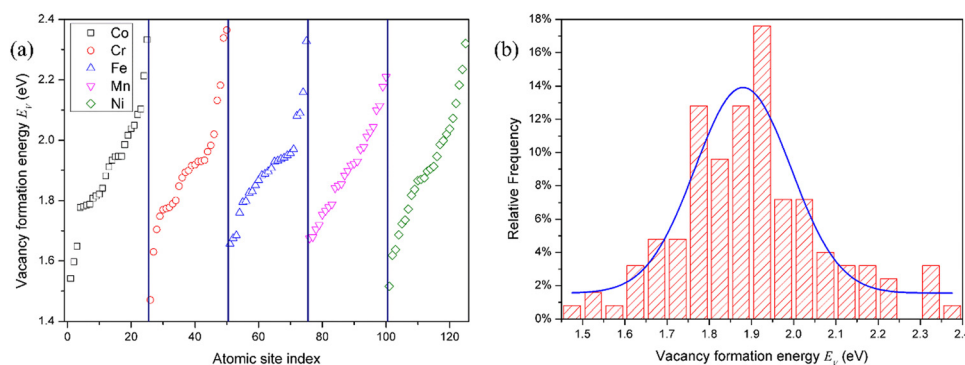 (a)
Co
Cr
Fe
Mn
Ni
Vacancy formation energy Ev (eV)
2.4
2.2
2.0
1.8
1.6
1.4
0 20 40 60 80 100 120
Atomic site index
(b)
Relative Frequency
18%
16%
14%
12%
10%
8%
6%
4%
2%
0%
1.5 1.6 1.7 1.8 1.9 2.0 2.1 2.2 2.3 2.4
Vacancy formation energy Ev (eV)